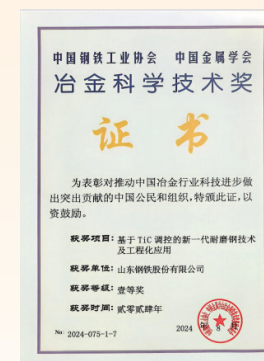 中国钢铁工业协会 中国金属学会
冶金科学技术奖
证书
为表彰对推动中国冶金行业科技进步做
出突出贡献的中国公民和组织，特颁此证，以
资鼓励。
获奖项目：基于 TiC 调控的新一代耐磨钢技术
及工程化应用
获奖单位：山东钢铁股份有限公司
获奖等级：壹等奖
获奖时间：贰零贰肆年
No 2024-075-1-7
2024